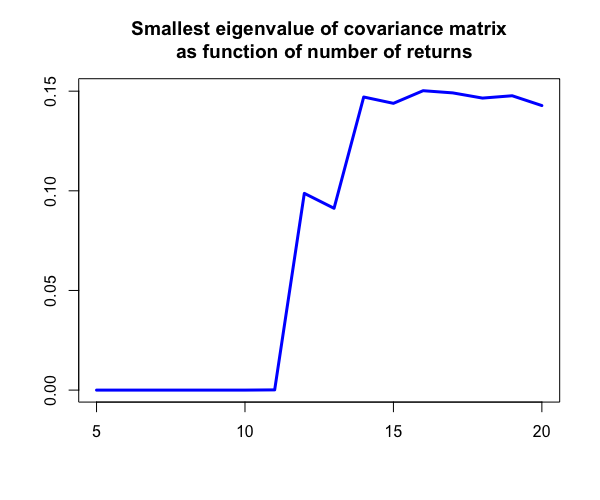 Smallest eigenvalue of covariance matrix
as function of number of returns
0.15
0.10
0.05
0.00
5 10 15 20